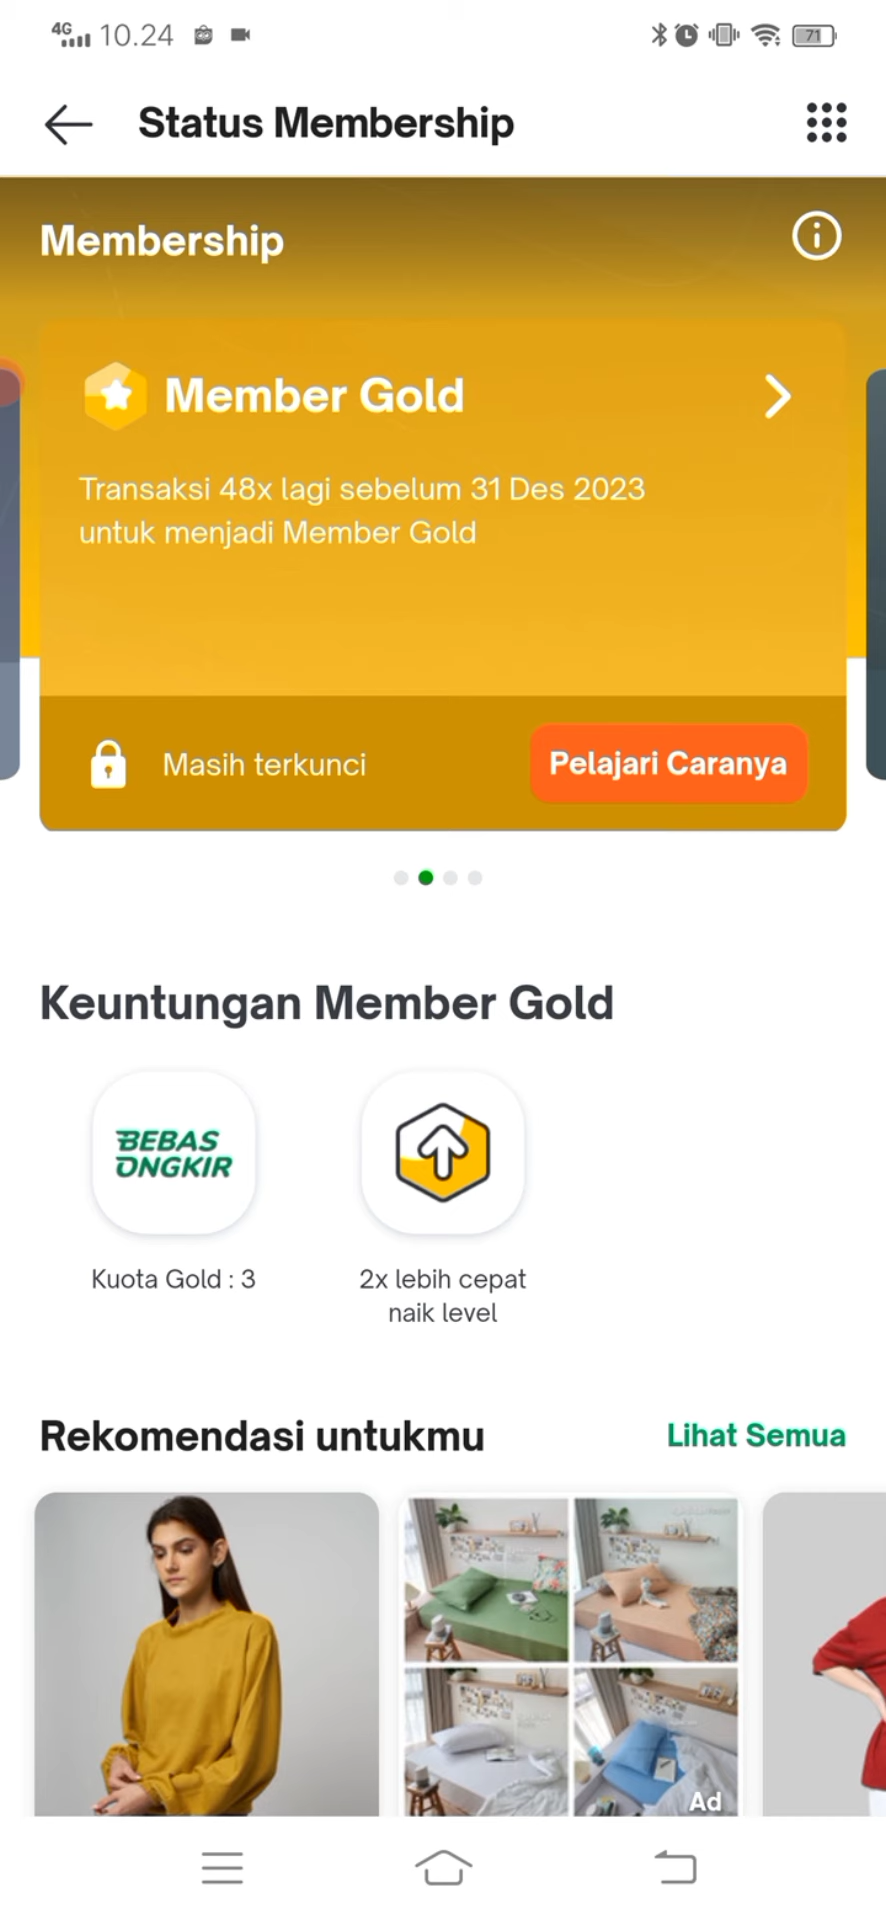 4G 10.24 71
Status Membership
Membership
Member Gold
Transaksi 48x lagi sebelum 31 Des 2023
untuk menjadi Member Gold
Masih terkunci
Pelajari Caranya
Keuntungan Member Gold
BEBAS
ONGKIR
Kuota Gold : 3
2x lebih cepat
naik level
Rekomendasi untukmu
Lihat Semua
Ad